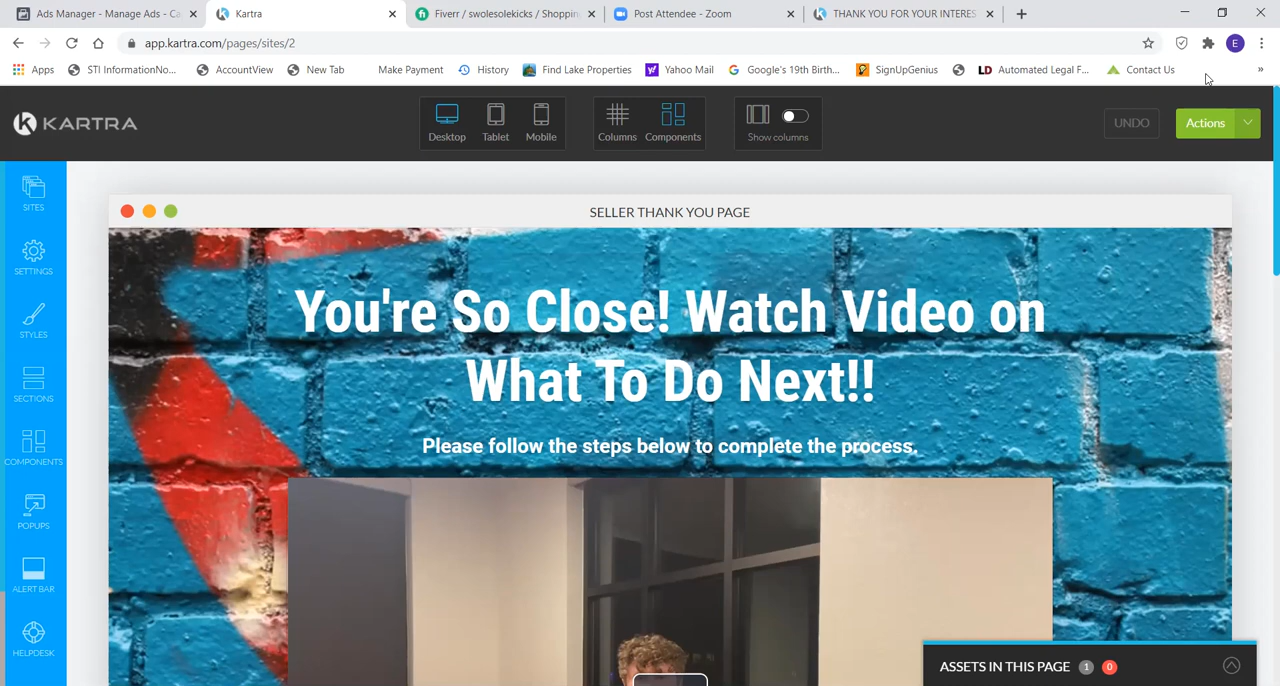 Ads Manager - Manage Ads - Ca
Kartra
Fiverr / swolesolekicks / Shoppin
Post Attendee - Zoom
THANK YOU FOR YOUR INTERES
app.kartra.com/pages/sites/2
E
Apps
STI InformationNo...
AccountView
New Tab
Make Payment
History
Find Lake Properties
Yahoo Mail
Google's 19th Birth...
SignUpGenius
LD Automated Legal F...
Contact Us
»
KARTRA
Desktop
Tablet
Mobile
Columns
Components
Show columns
UNDO
Actions
SITES
SETTINGS
STYLES
SECTIONS
COMPONENTS
POPUPS
ALERT BAR
HELPDESK
SELLER THANK YOU PAGE
You're So Close! Watch Video on
What To Do Next!!
Please follow the steps below to complete the process.
ASSETS IN THIS PAGE 1 0